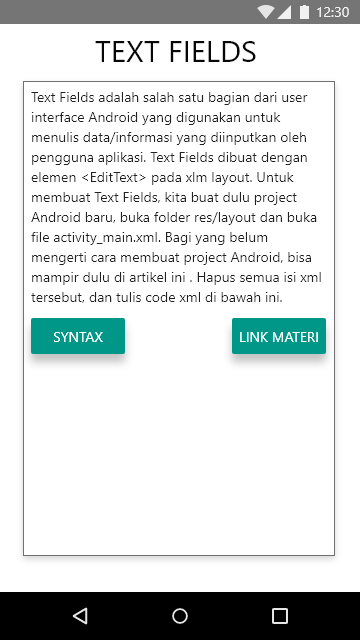 12:30
TEXT FIELDS
Text Fields adalah salah satu bagian dari user
interface Android yang digunakan untuk
menulis data/informasi yang diinputkan oleh
pengguna aplikasi. Text Fields dibuat dengan
elemen <EditText> pada xlm layout. Untuk
membuat Text Fields, kita buat dulu project
Android baru, buka folder res/layout dan buka
file activity_main.xml. Bagi yang belum
mengerti cara membuat project Android, bisa
mampir dulu di artikel ini . Hapus semua isi xml
tersebut, dan tulis code xml di bawah ini.
SYNTAX
LINK MATERI